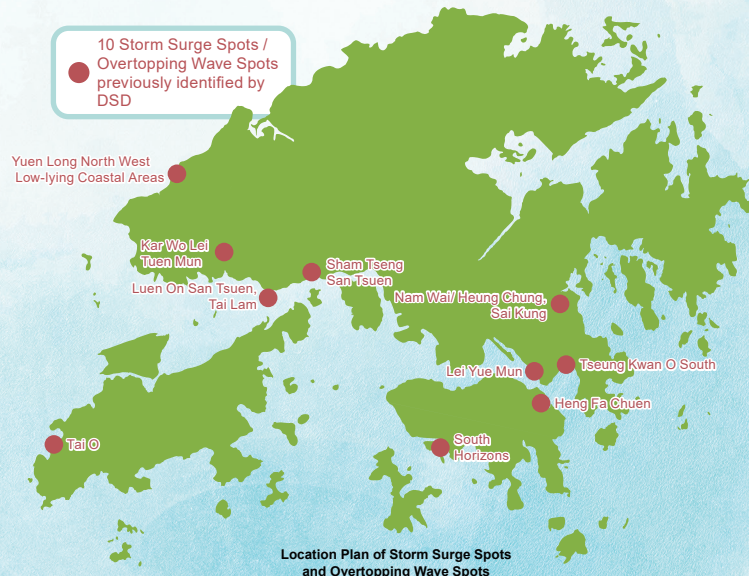 10 Storm Surge Spots /
Overtopping Wave Spots
previously identified by
DSD
Yuen Long North West
Low-lying Coastal Areas
Kar Wo Lei
Tuen Mun
Sham Tseng
San Tsuen
Luen On San Tsuen,
Tai Lam
Nam Wai/ Heung Chung,
Sai Kung
Lei Yue Mun
Tseung Kwan O South
Heng Fa Chuen
Tai O
South
Horizons
Location Plan of Storm Surge Spots
and Overtopping Wave Spots